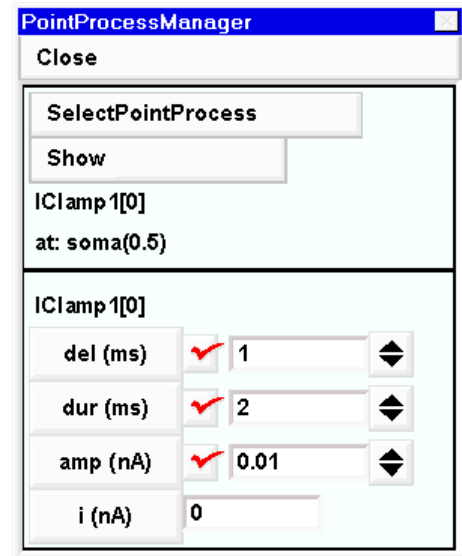 PointProcessManager
Close
SelectPointProcess
Show
IClamp1[0]
at: soma(0.5)
IClamp1[0]
del (ms) 1
dur (ms) 2
amp (nA) 0.01
i (nA) 0